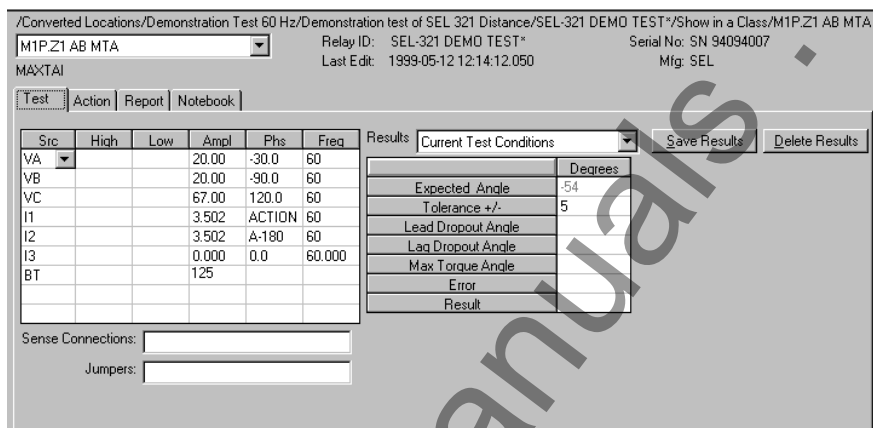 /Converted Locations/Demonstration Test 60 Hz/Demonstration test of SEL 321 Distance/SEL-321 DEMO TEST*/Show in a Class/M1P.Z1 AB MTA
M1P.Z1 AB MTA Relay ID: SEL-321 DEMO TEST* Serial No: SN 94094007
Last Edit: 1999-05-12 12:14:12.050 Mfg: SEL
MAXTAI
Test Action Report Notebook
Results Current Test Conditions Save Results Delete Results
Src High Low Ampl Phs Freq
VA 20.00 -30.0 60
VB 20.00 -90.0 60
VC 67.00 120.0 60
I1 3.502 ACTION 60
I2 3.502 A-180 60
I3 0.000 0.0 60.000
BT 125
Degrees
Expected Angle -54
Tolerance +/- 5
Lead Dropout Angle
Lag Dropout Angle
Max Torque Angle
Error
Result
Sense Connections:
Jumpers:
anuals .